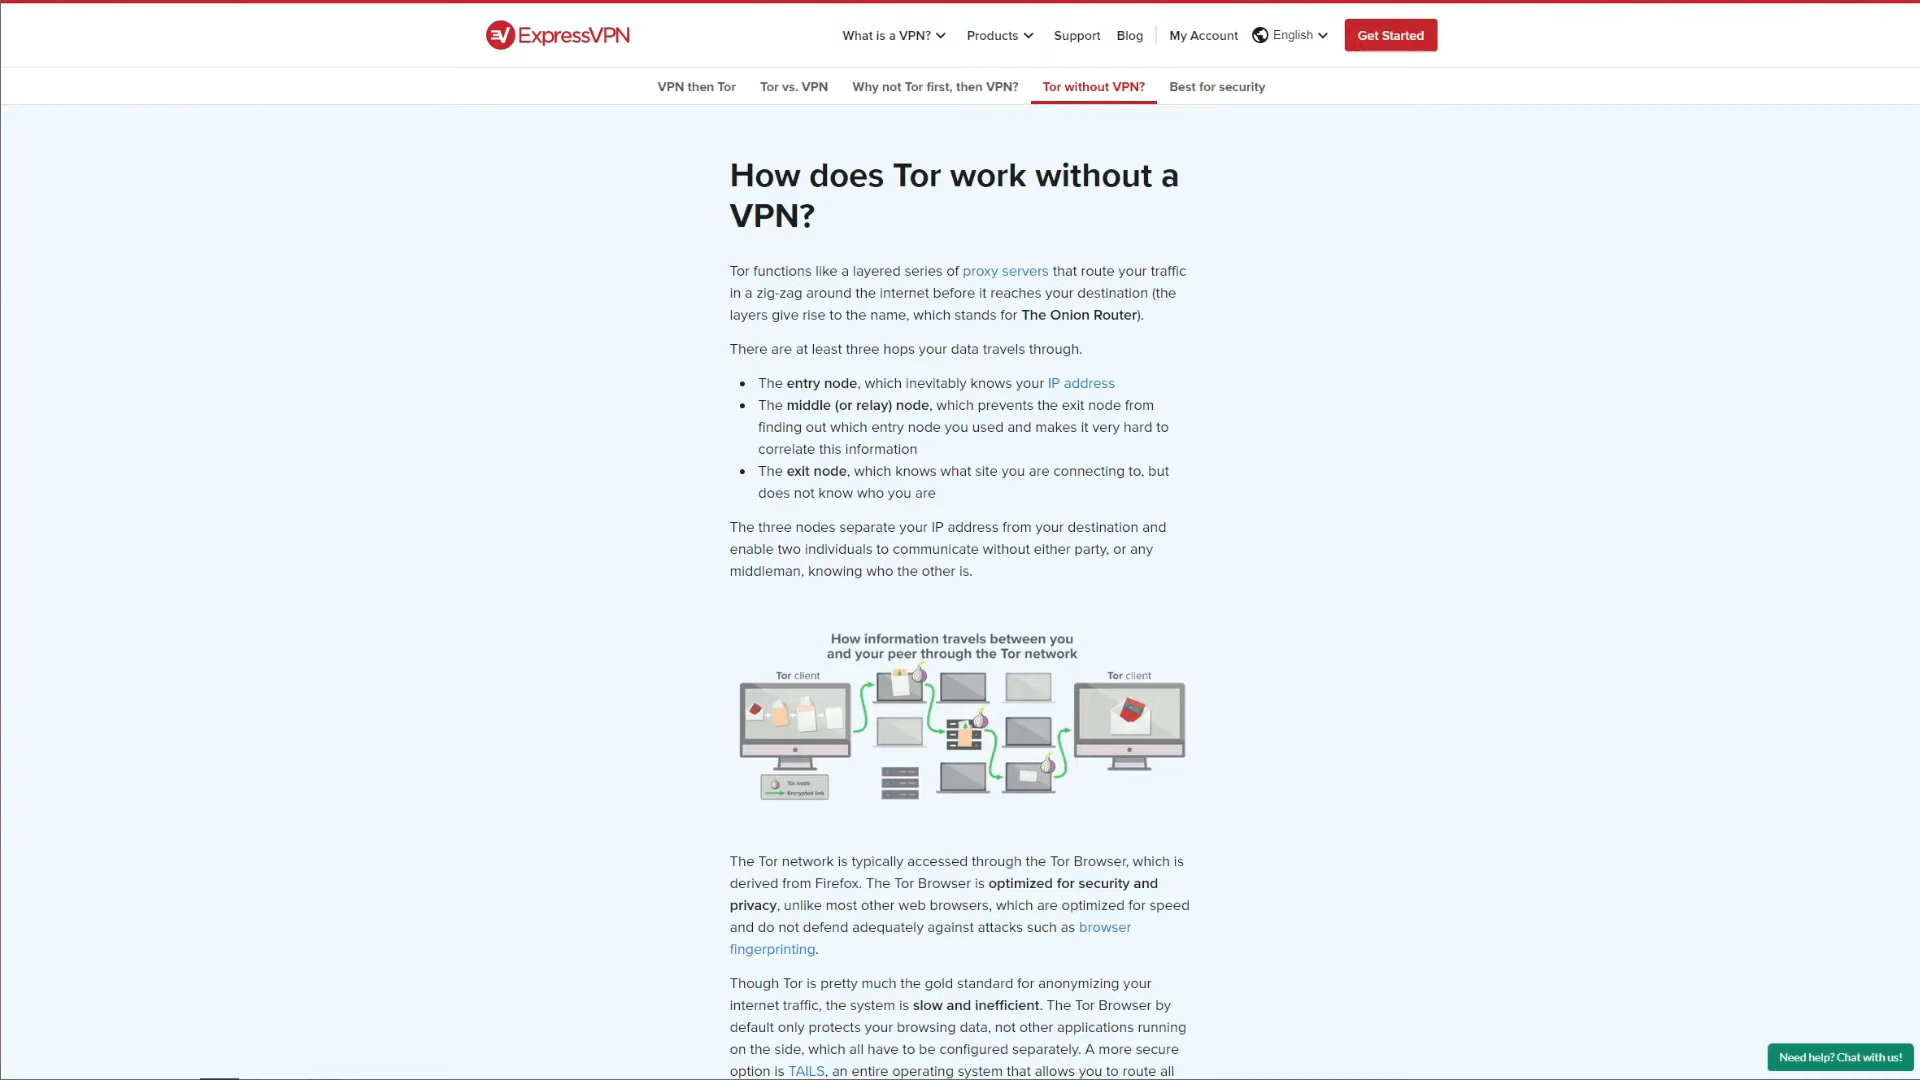 ExpressVPN
What is a VPN?
Products
Support
Blog
My Account
English
Get Started
VPN then Tor
Tor vs. VPN
Why not Tor first, then VPN?
Tor without VPN?
Best for security
How does Tor work without a
VPN?
Tor functions like a layered series of proxy servers that route your traffic
in a zig-zag around the internet before it reaches your destination (the
layers give rise to the name, which stands for The Onion Router).
There are at least three hops your data travels through.
The entry node, which inevitably knows your IP address
The middle (or relay) node, which prevents the exit node from
finding out which entry node you used and makes it very hard to
correlate this information
The exit node, which knows what site you are connecting to, but
does not know who you are
The three nodes separate your IP address from your destination and
enable two individuals to communicate without either party, or any
middleman, knowing who the other is.
How information travels between you
and your peer through the Tor network
Tor client
Tor client
Tor node
Encrypted link
The Tor network is typically accessed through the Tor Browser, which is
derived from Firefox. The Tor Browser is optimized for security and
privacy, unlike most other web browsers, which are optimized for speed
and do not defend adequately against attacks such as browser
fingerprinting.
Though Tor is pretty much the gold standard for anonymizing your
internet traffic, the system is slow and inefficient. The Tor Browser by
default only protects your browsing data, not other applications running
on the side, which all have to be configured separately. A more secure
option is TAILS, an entire operating system that allows you to route all
Need help? Chat with us!